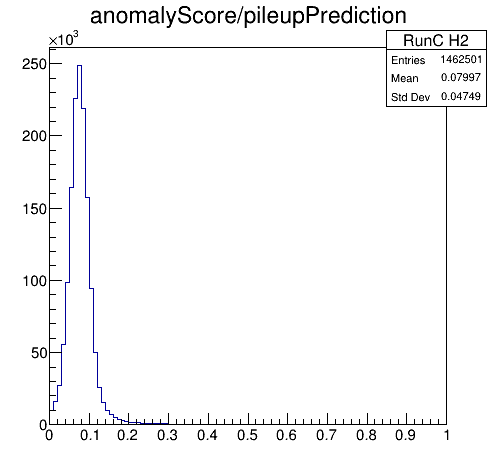 anomalyScore/pileupPrediction
×10³
RunC H2
Entries 1462501
Mean 0.07997
Std Dev 0.04749
250
200
150
100
50
0
0 0.1 0.2 0.3 0.4 0.5 0.6 0.7 0.8 0.9 1